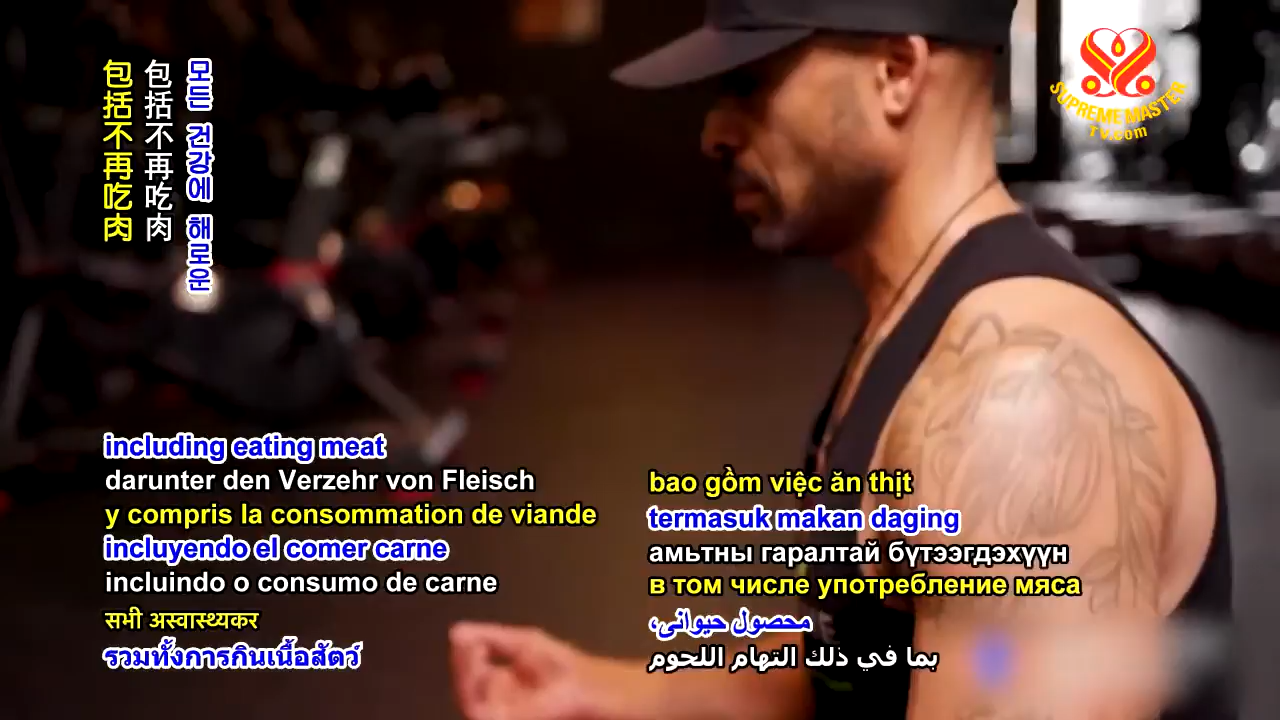 包括不再吃肉
包括不再吃肉
모든 건강에 해로운
SUPREME MASTER
TV.com
including eating meat
darunter den Verzehr von Fleisch
y compris la consommation de viande
incluyendo el comer carne
incluindo o consumo de carne
सभी अस्वास्थ्यकर
รวมทั้งการกินเนื้อสัตว์
bao gồm việc ăn thịt
termasuk makan daging
амьтны гаралтай бүтээгдэхүүн
в том числе употребление мяса
محصول حیوانی،
بما في ذلك التهام اللحوم